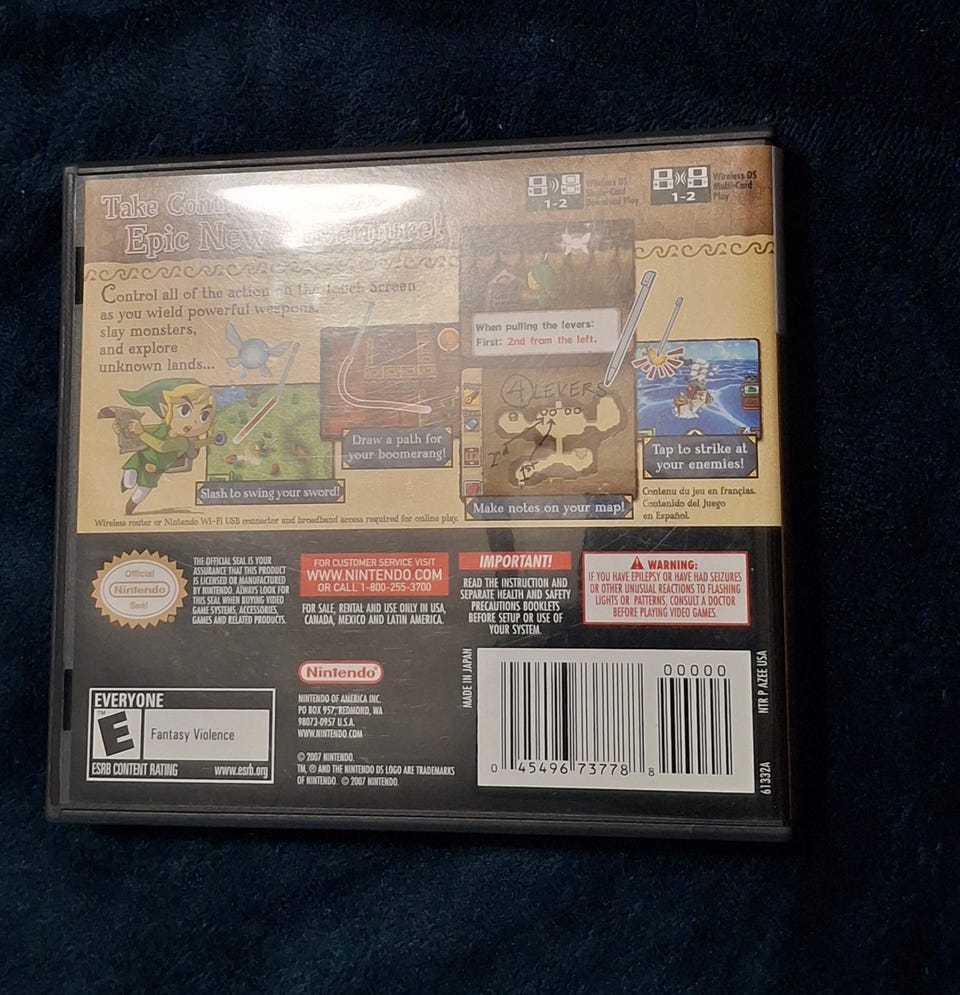 Take Cont
Epic New Adventure!
Control all of the action on the Touch Screen
as you wield powerful weapons,
slay monsters,
and explore
unknown lands...
Wireless DS
Single-Card
Download Play
1-2
Wireless DS
Multi-Card
Play
1-2
When pulling the levers:
First: 2nd from the left.
4 LEVERS
2nd
1st
Slash to swing your sword!
Draw a path for
your boomerang!
Make notes on your map!
Tap to strike at
your enemies!
Contenu du jeu en français.
Contenido del Juego
en Español.
Wireless router or Nintendo Wi-Fi USB connector and broadband access required for online play.
Official
Nintendo
Seal
THE OFFICIAL SEAL IS YOUR
ASSURANCE THAT THIS PRODUCT
IS LICENSED OR MANUFACTURED
BY NINTENDO. ALWAYS LOOK FOR
THIS SEAL WHEN BUYING VIDEO
GAME SYSTEMS, ACCESSORIES,
GAMES AND RELATED PRODUCTS.
FOR CUSTOMER SERVICE VISIT
WWW.NINTENDO.COM
OR CALL 1-800-255-3700
FOR SALE, RENTAL AND USE ONLY IN USA,
CANADA, MEXICO AND LATIN AMERICA.
IMPORTANT!
READ THE INSTRUCTION AND
SEPARATE HEALTH AND SAFETY
PRECAUTIONS BOOKLETS
BEFORE SETUP OR USE OF
YOUR SYSTEM.
WARNING:
IF YOU HAVE EPILEPSY OR HAVE HAD SEIZURES
OR OTHER UNUSUAL REACTIONS TO FLASHING
LIGHTS OR PATTERNS, CONSULT A DOCTOR
BEFORE PLAYING VIDEO GAMES.
EVERYONE
E
TM
Fantasy Violence
ESRB CONTENT RATING www.esrb.org
Nintendo®
NINTENDO OF AMERICA INC.
PO BOX 957, REDMOND, WA
98073-0957 U.S.A.
WWW.NINTENDO.COM
© 2007 NINTENDO.
TM, ® AND THE NINTENDO DS LOGO ARE TRADEMARKS
OF NINTENDO. © 2007 NINTENDO.
MADE IN JAPAN
00000
0 45496 73778 8
NTR P AZEE USA
61332A